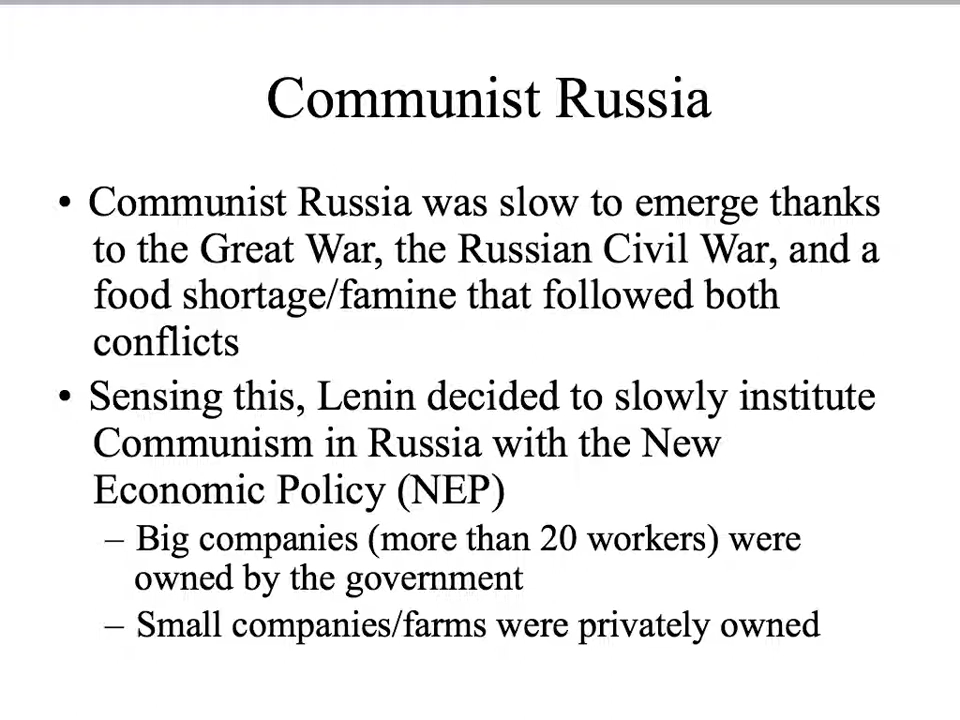 Communist Russia
• Communist Russia was slow to emerge thanks
to the Great War, the Russian Civil War, and a
food shortage/famine that followed both
conflicts
• Sensing this, Lenin decided to slowly institute
Communism in Russia with the New
Economic Policy (NEP)
– Big companies (more than 20 workers) were
owned by the government
– Small companies/farms were privately owned